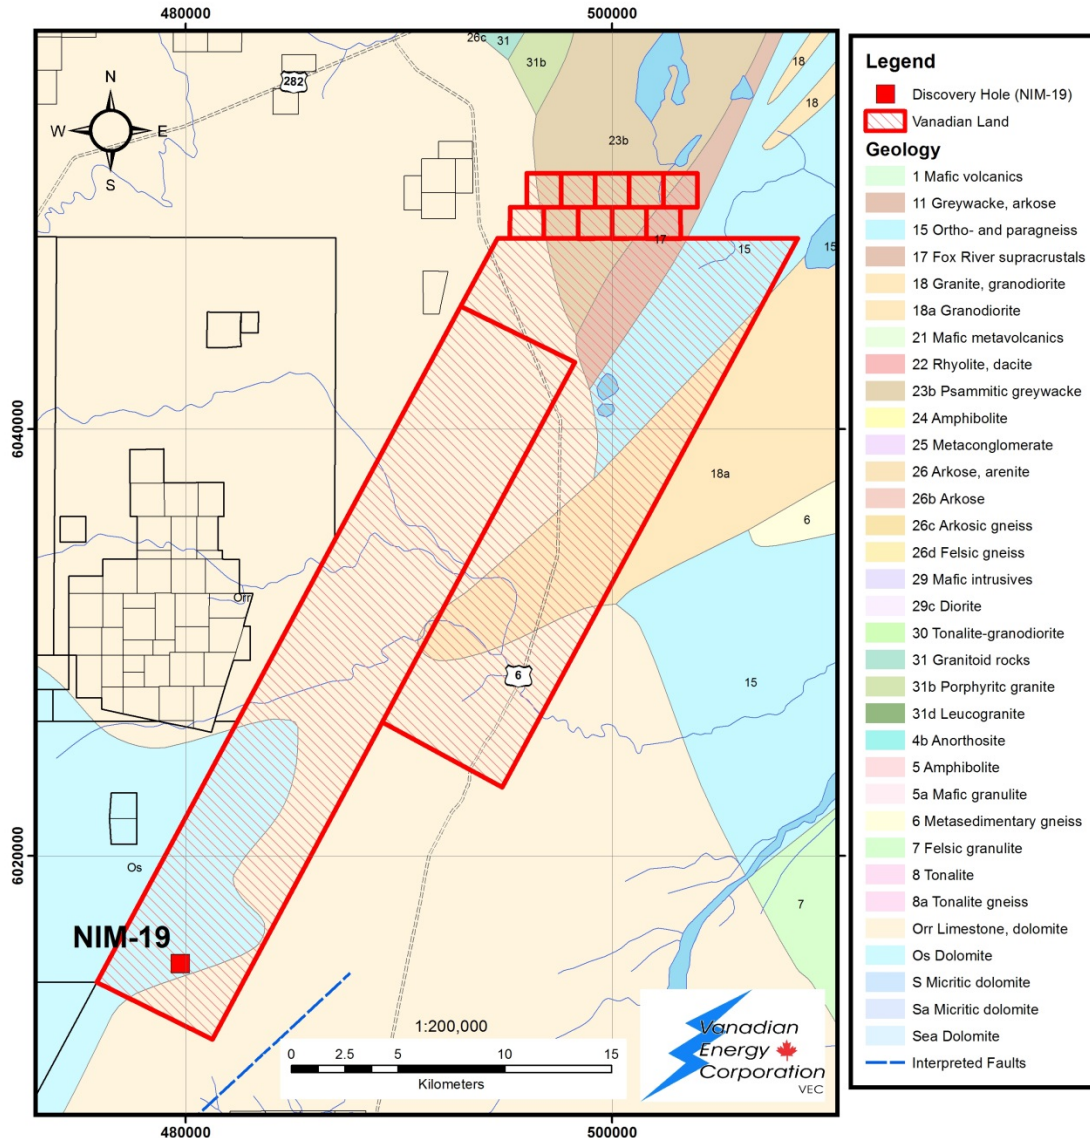 480000
500000
26c
31
31b
282
18
18
23b
N
W
E
S
17
15
15
6040000
18a
6
Orr
6
15
Os
6020000
7
NIM-19
1:200,000
0
2.5
5
10
15
Kilometers
Vanadian
Energy
Corporation
VEC
480000
500000
Legend
Discovery Hole (NIM-19)
Vanadian Land
Geology
1 Mafic volcanics
11 Greywacke, arkose
15 Ortho- and paragneiss
17 Fox River supracrustals
18 Granite, granodiorite
18a Granodiorite
21 Mafic metavolcanics
22 Rhyolite, dacite
23b Psammitic greywacke
24 Amphibolite
25 Metaconglomerate
26 Arkose, arenite
26b Arkose
26c Arkosic gneiss
26d Felsic gneiss
29 Mafic intrusives
29c Diorite
30 Tonalite-granodiorite
31 Granitoid rocks
31b Porphyritc granite
31d Leucogranite
4b Anorthosite
5 Amphibolite
5a Mafic granulite
6 Metasedimentary gneiss
7 Felsic granulite
8 Tonalite
8a Tonalite gneiss
Orr Limestone, dolomite
Os Dolomite
S Micritic dolomite
Sa Micritic dolomite
Sea Dolomite
Interpreted Faults